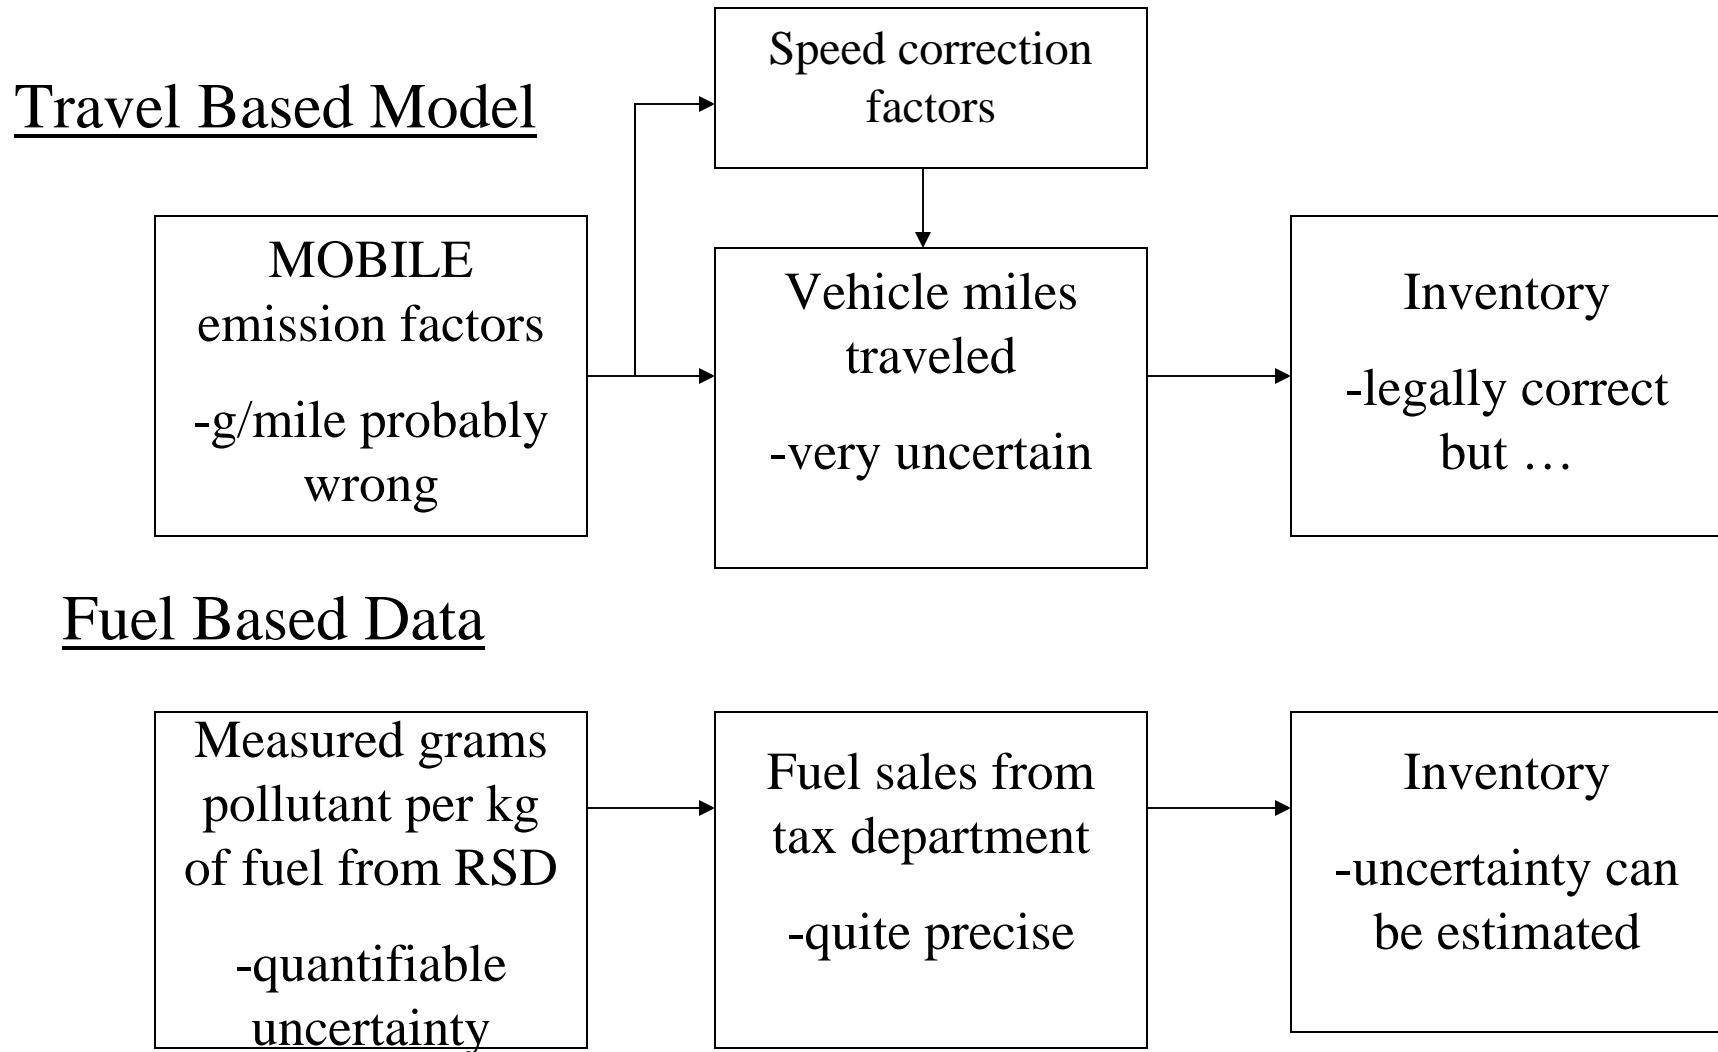 Travel Based Model
Speed correction
factors
MOBILE
emission factors
-g/mile probably
wrong
Vehicle miles
traveled
-very uncertain
Inventory
-legally correct
but …
Fuel Based Data
Measured grams
pollutant per kg
of fuel from RSD
-quantifiable
uncertainty
Fuel sales from
tax department
-quite precise
Inventory
-uncertainty can
be estimated